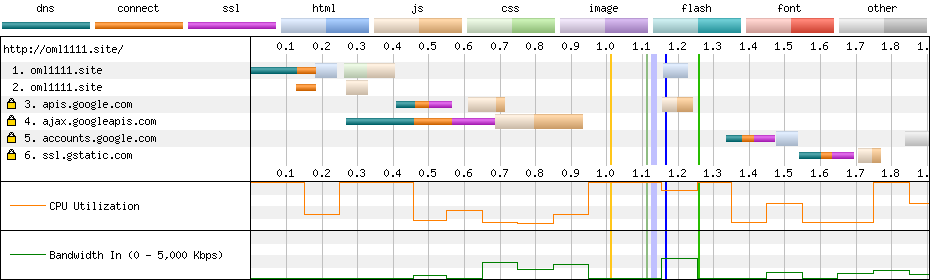 dns connect ssl html js css image flash font other
http://oml1111.site/ 0.1 0.2 0.3 0.4 0.5 0.6 0.7 0.8 0.9 1.0 1.1 1.2 1.3 1.4 1.5 1.6 1.7 1.8 1.
1. oml1111.site
2. oml1111.site
3. apis.google.com
4. ajax.googleapis.com
5. accounts.google.com
6. ssl.gstatic.com
0.1 0.2 0.3 0.4 0.5 0.6 0.7 0.8 0.9 1.0 1.1 1.2 1.3 1.4 1.5 1.6 1.7 1.8 1.
CPU Utilization
Bandwidth In (0 - 5,000 Kbps)